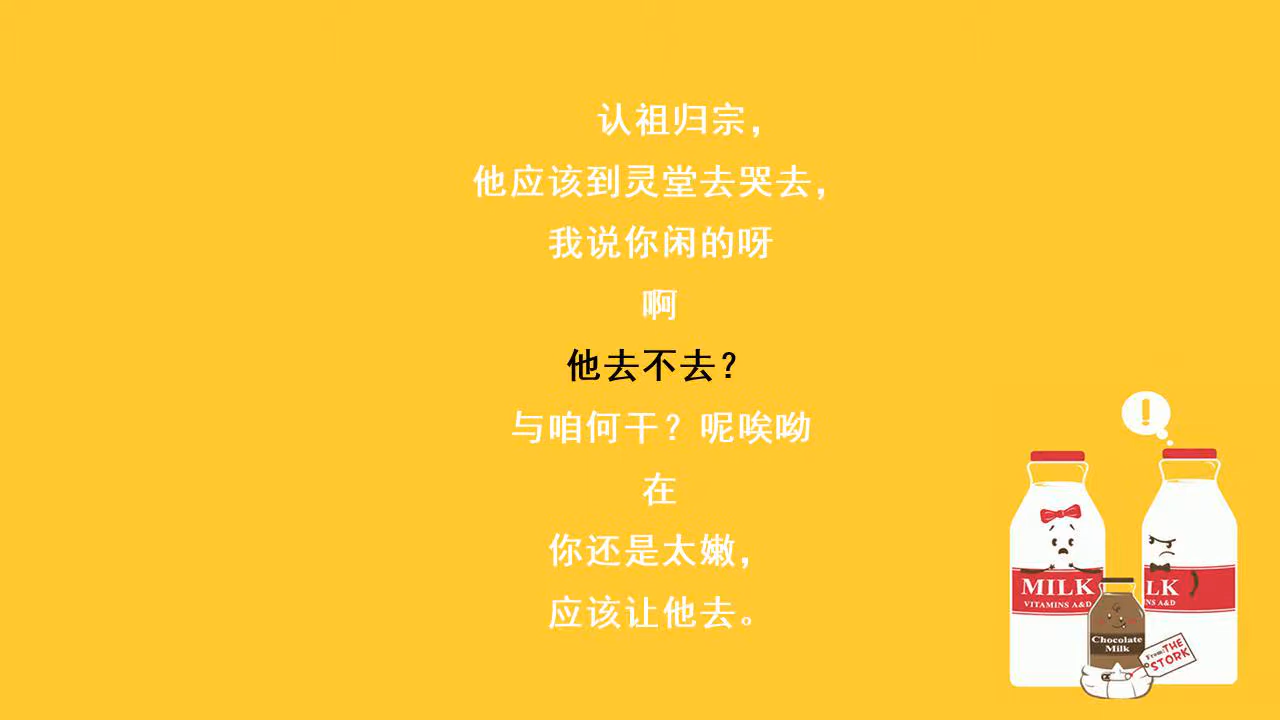 认祖归宗，
他应该到灵堂去哭去，
我说你闲的呀
啊
他去不去？
与咱何干？呢唉呦
在
你还是太嫩，
应该让他去。
!
MILK
VITAMINS A&D
LK
NS A&D
Chocolate
Milk
From: THE
STORK